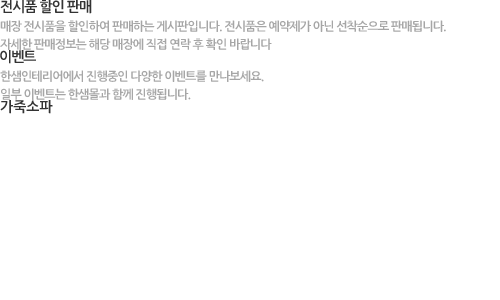 전시품 할인 판매
매장 전시품을 할인하여 판매하는 게시판입니다. 전시품은 예약제가 아닌 선착순으로 판매됩니다.
자세한 판매정보는 해당 매장에 직접 연락 후 확인 바랍니다
이벤트
한샘인테리어에서 진행중인 다양한 이벤트를 만나보세요.
일부 이벤트는 한샘몰과 함께 진행됩니다.
가죽소파